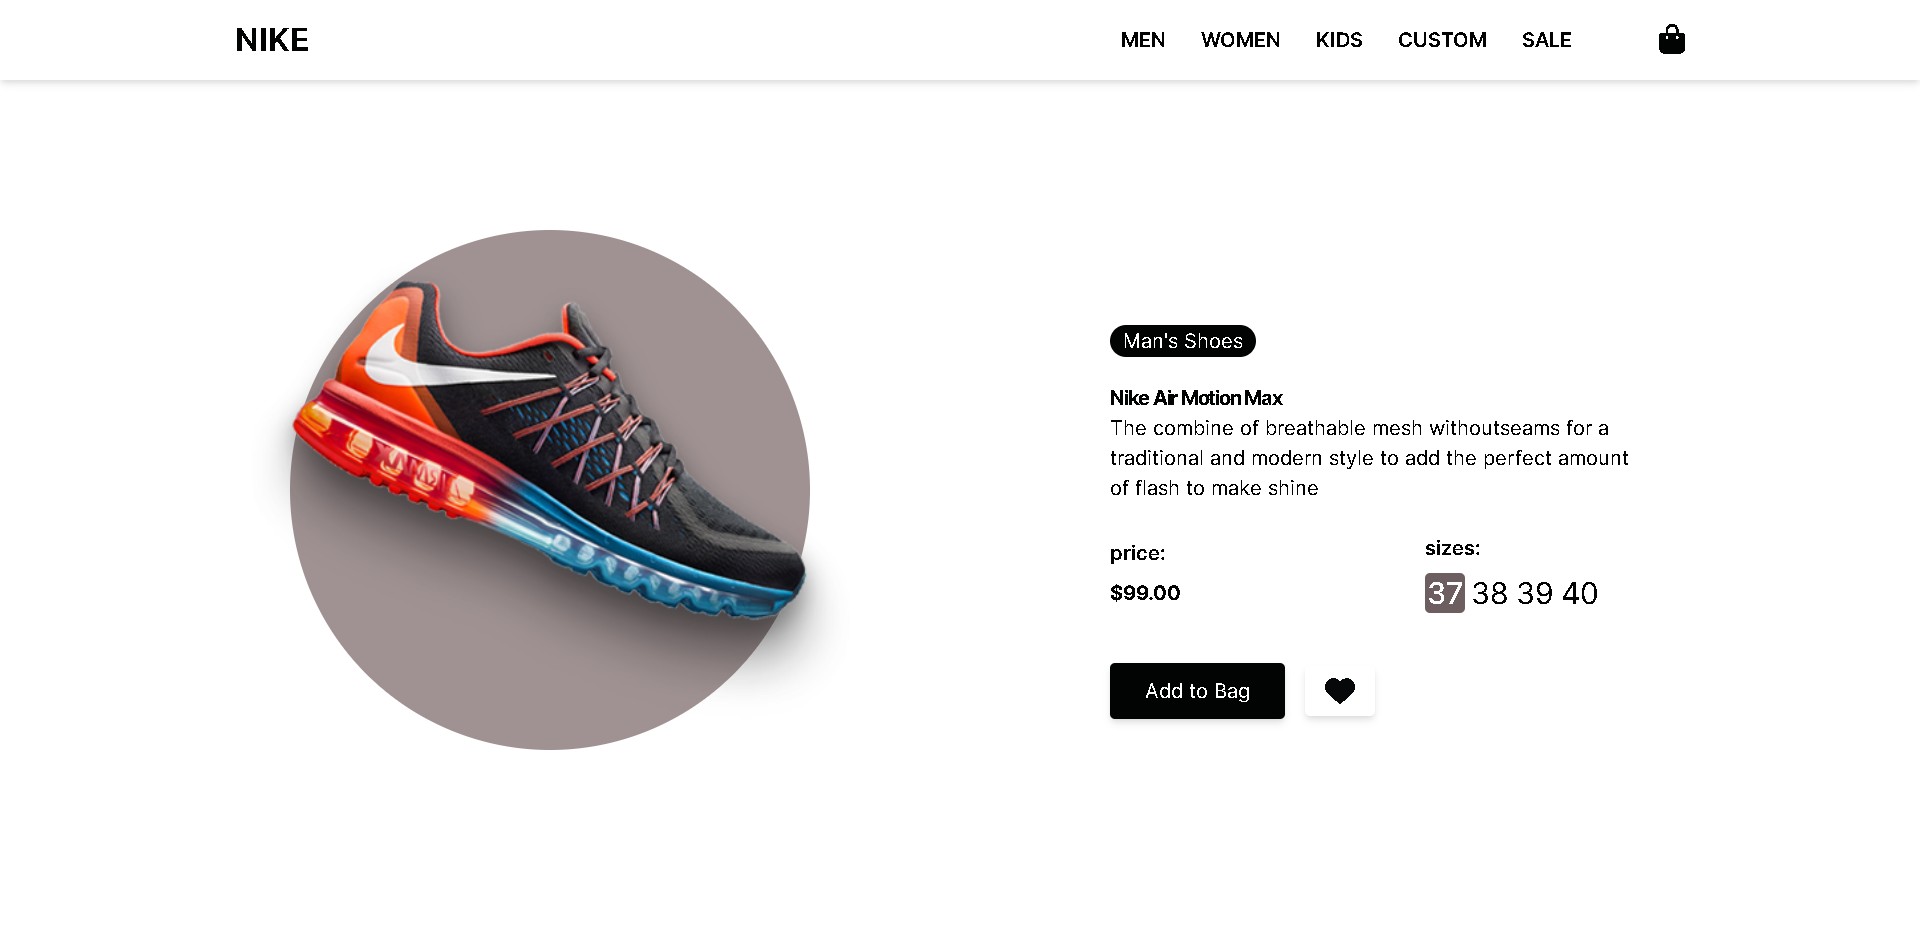 NIKE
MEN WOMEN KIDS CUSTOM SALE
Man's Shoes
Nike Air Motion Max
The combine of breathable mesh withoutseams for a
traditional and modern style to add the perfect amount
of flash to make shine
price:
$99.00
sizes:
37 38 39 40
Add to Bag